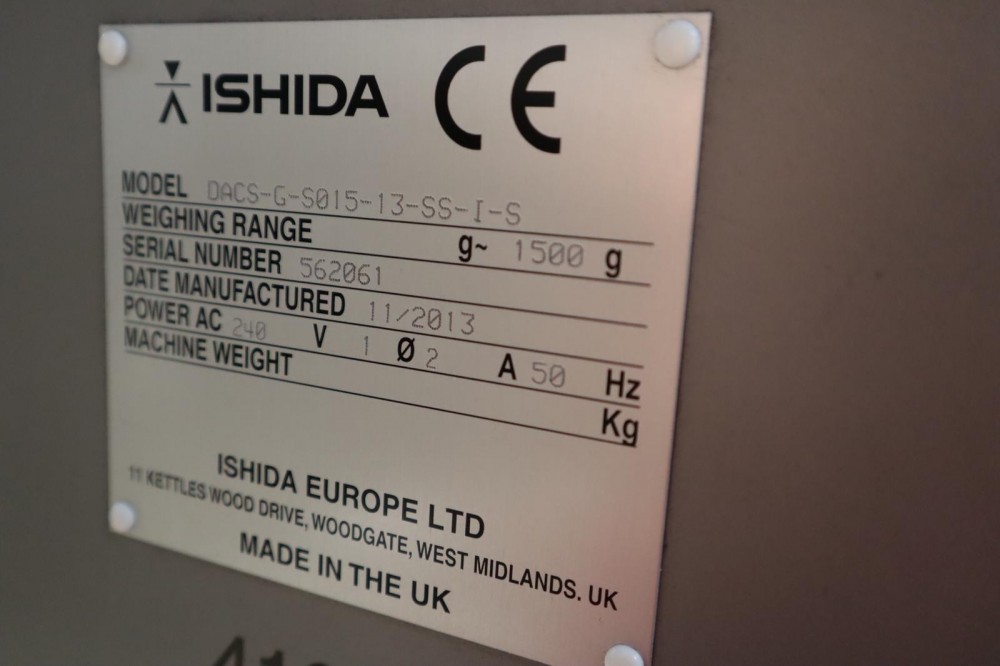 ISHIDA CE
MODEL DACS-G-S015-13-SS-I-S
WEIGHING RANGE g~ 1500 g
SERIAL NUMBER 562061
DATE MANUFACTURED 11/2013
POWER AC 240 V 1 Ø 2 A 50 Hz
MACHINE WEIGHT Kg
ISHIDA EUROPE LTD
11 KETTLES WOOD DRIVE, WOODGATE, WEST MIDLANDS. UK
MADE IN THE UK